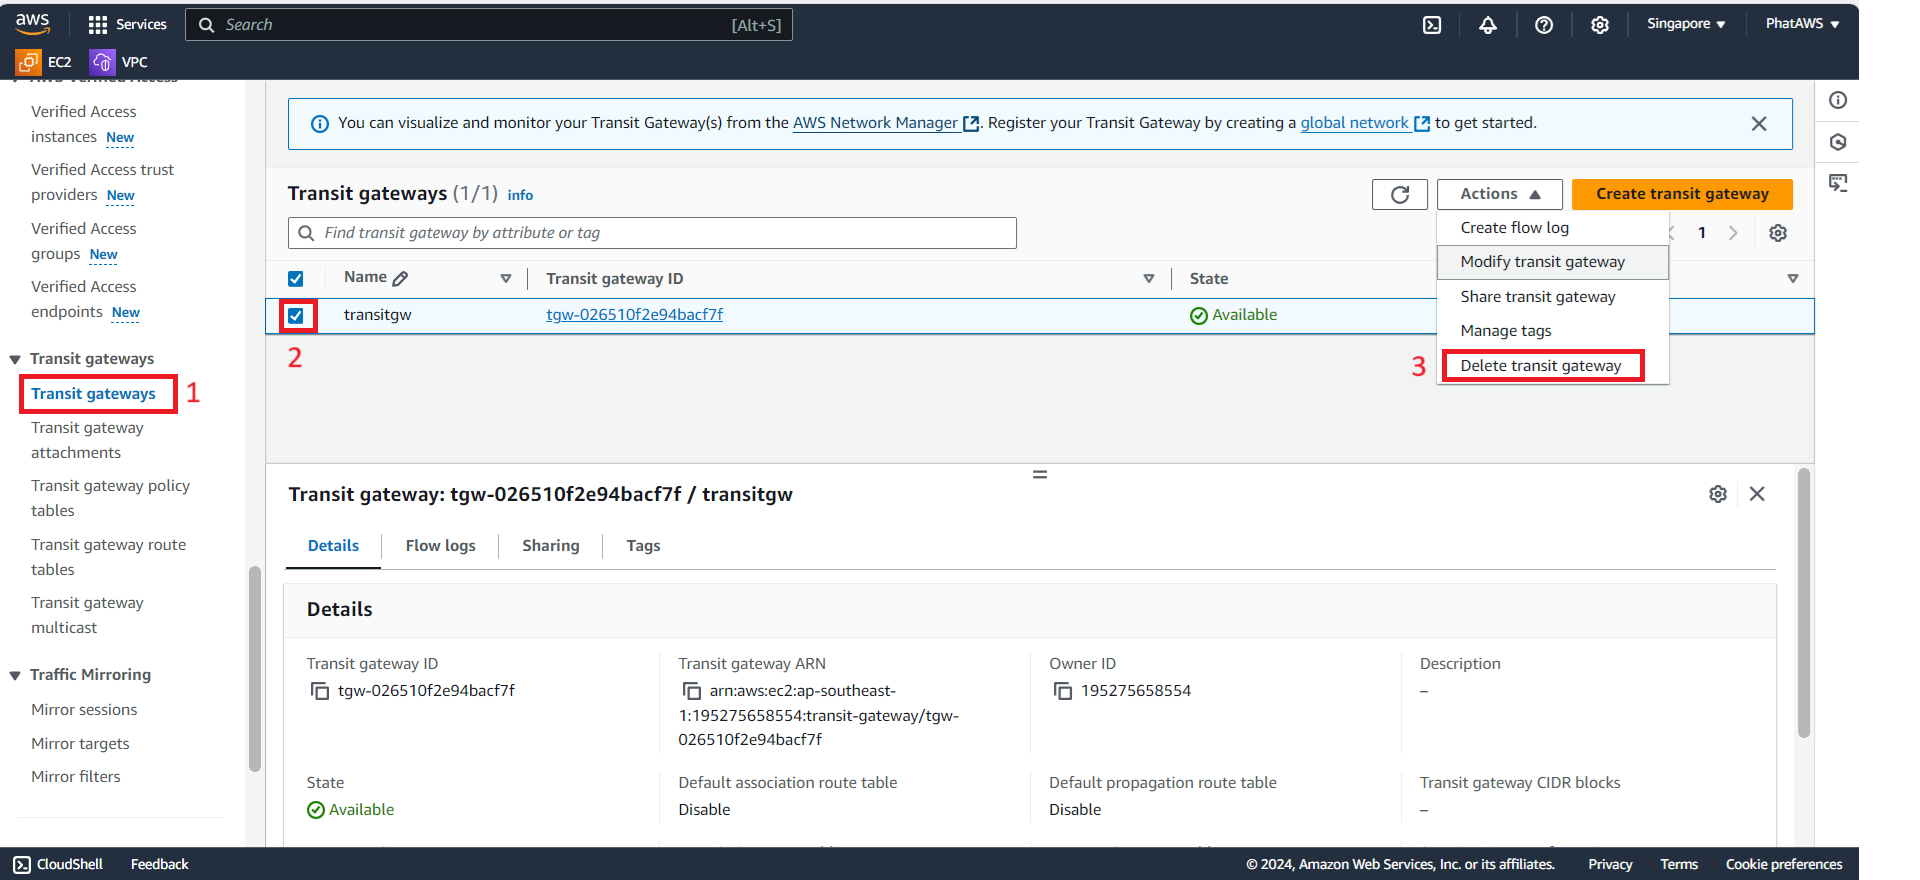 aws
Services
Search
[Alt+S]
Singapore
PhatAWS
EC2
VPC
AWS Verified Access
Verified Access
instances New
Verified Access trust
providers New
Verified Access
groups New
Verified Access
endpoints New
Transit gateways
Transit gateways 1
Transit gateway
attachments
Transit gateway policy
tables
Transit gateway route
tables
Transit gateway
multicast
Traffic Mirroring
Mirror sessions
Mirror targets
Mirror filters
You can visualize and monitor your Transit Gateway(s) from the AWS Network Manager. Register your Transit Gateway by creating a global network to get started.
Transit gateways (1/1) info
Actions
Create transit gateway
Find transit gateway by attribute or tag
1
Create flow log
Modify transit gateway
Share transit gateway
Manage tags
3 Delete transit gateway
Name
Transit gateway ID
State
transitgw
tgw-026510f2e94bacf7f
Available
2
Transit gateway: tgw-026510f2e94bacf7f / transitgw
Details
Flow logs
Sharing
Tags
Details
Transit gateway ID
tgw-026510f2e94bacf7f
Transit gateway ARN
arn:aws:ec2:ap-southeast-
1:195275658554:transit-gateway/tgw-
026510f2e94bacf7f
Owner ID
195275658554
Description
–
State
Available
Default association route table
Disable
Default propagation route table
Disable
Transit gateway CIDR blocks
–
CloudShell
Feedback
© 2024, Amazon Web Services, Inc. or its affiliates.
Privacy
Terms
Cookie preferences